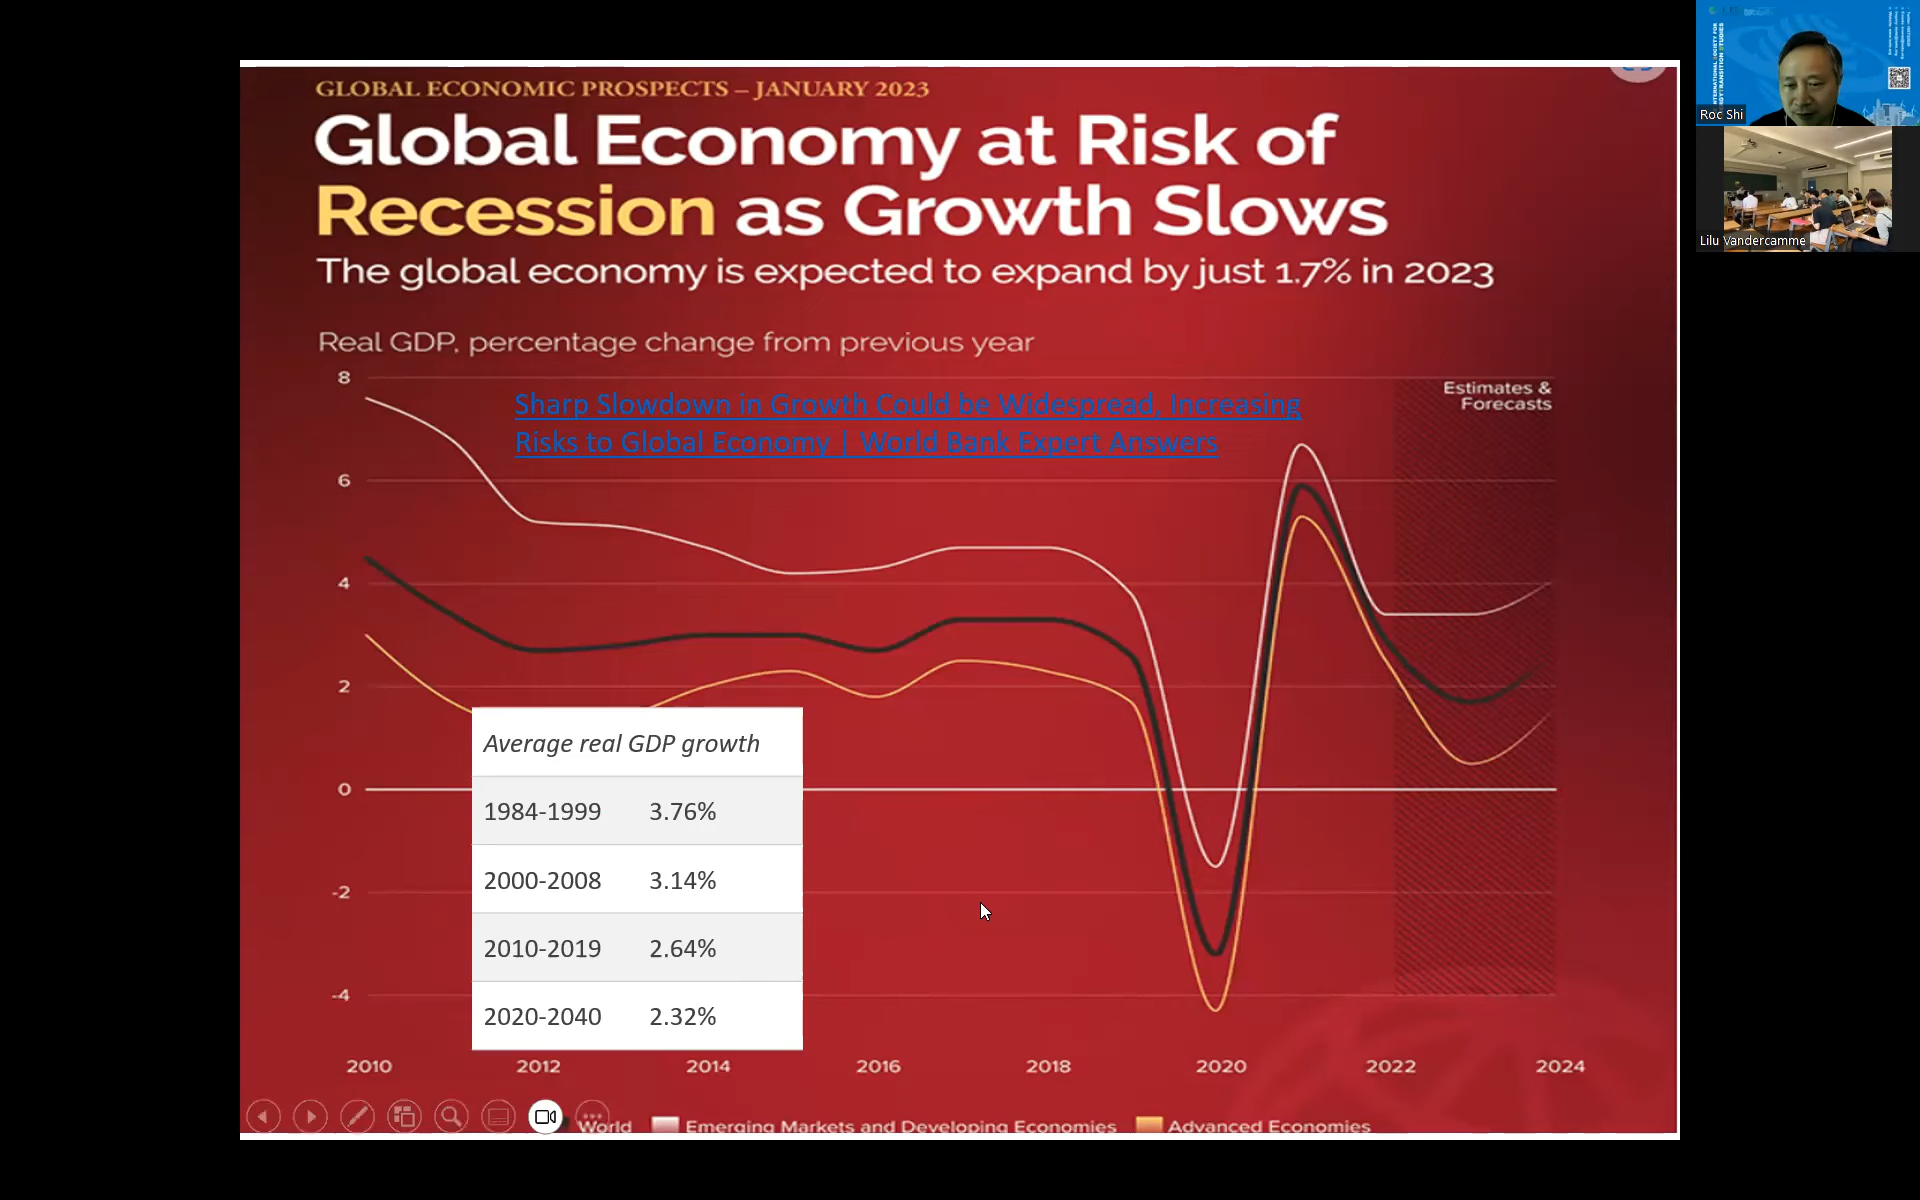 GLOBAL ECONOMIC PROSPECTS – JANUARY 2023
Global Economy at Risk of
Recession as Growth Slows
The global economy is expected to expand by just 1.7% in 2023
Real GDP, percentage change from previous year
8
Estimates &
Forecasts
Sharp Slowdown in Growth Could be Widespread, Increasing
Risks to Global Economy | World Bank Expert Answers
6
4
2
0
-2
-4
Average real GDP growth
1984-1999 3.76%
2000-2008 3.14%
2010-2019 2.64%
2020-2040 2.32%
2010 2012 2014 2016 2018 2020 2022 2024
World Emerging Markets and Developing Economies Advanced Economies
Roc Shi
Lilu Vandercamme